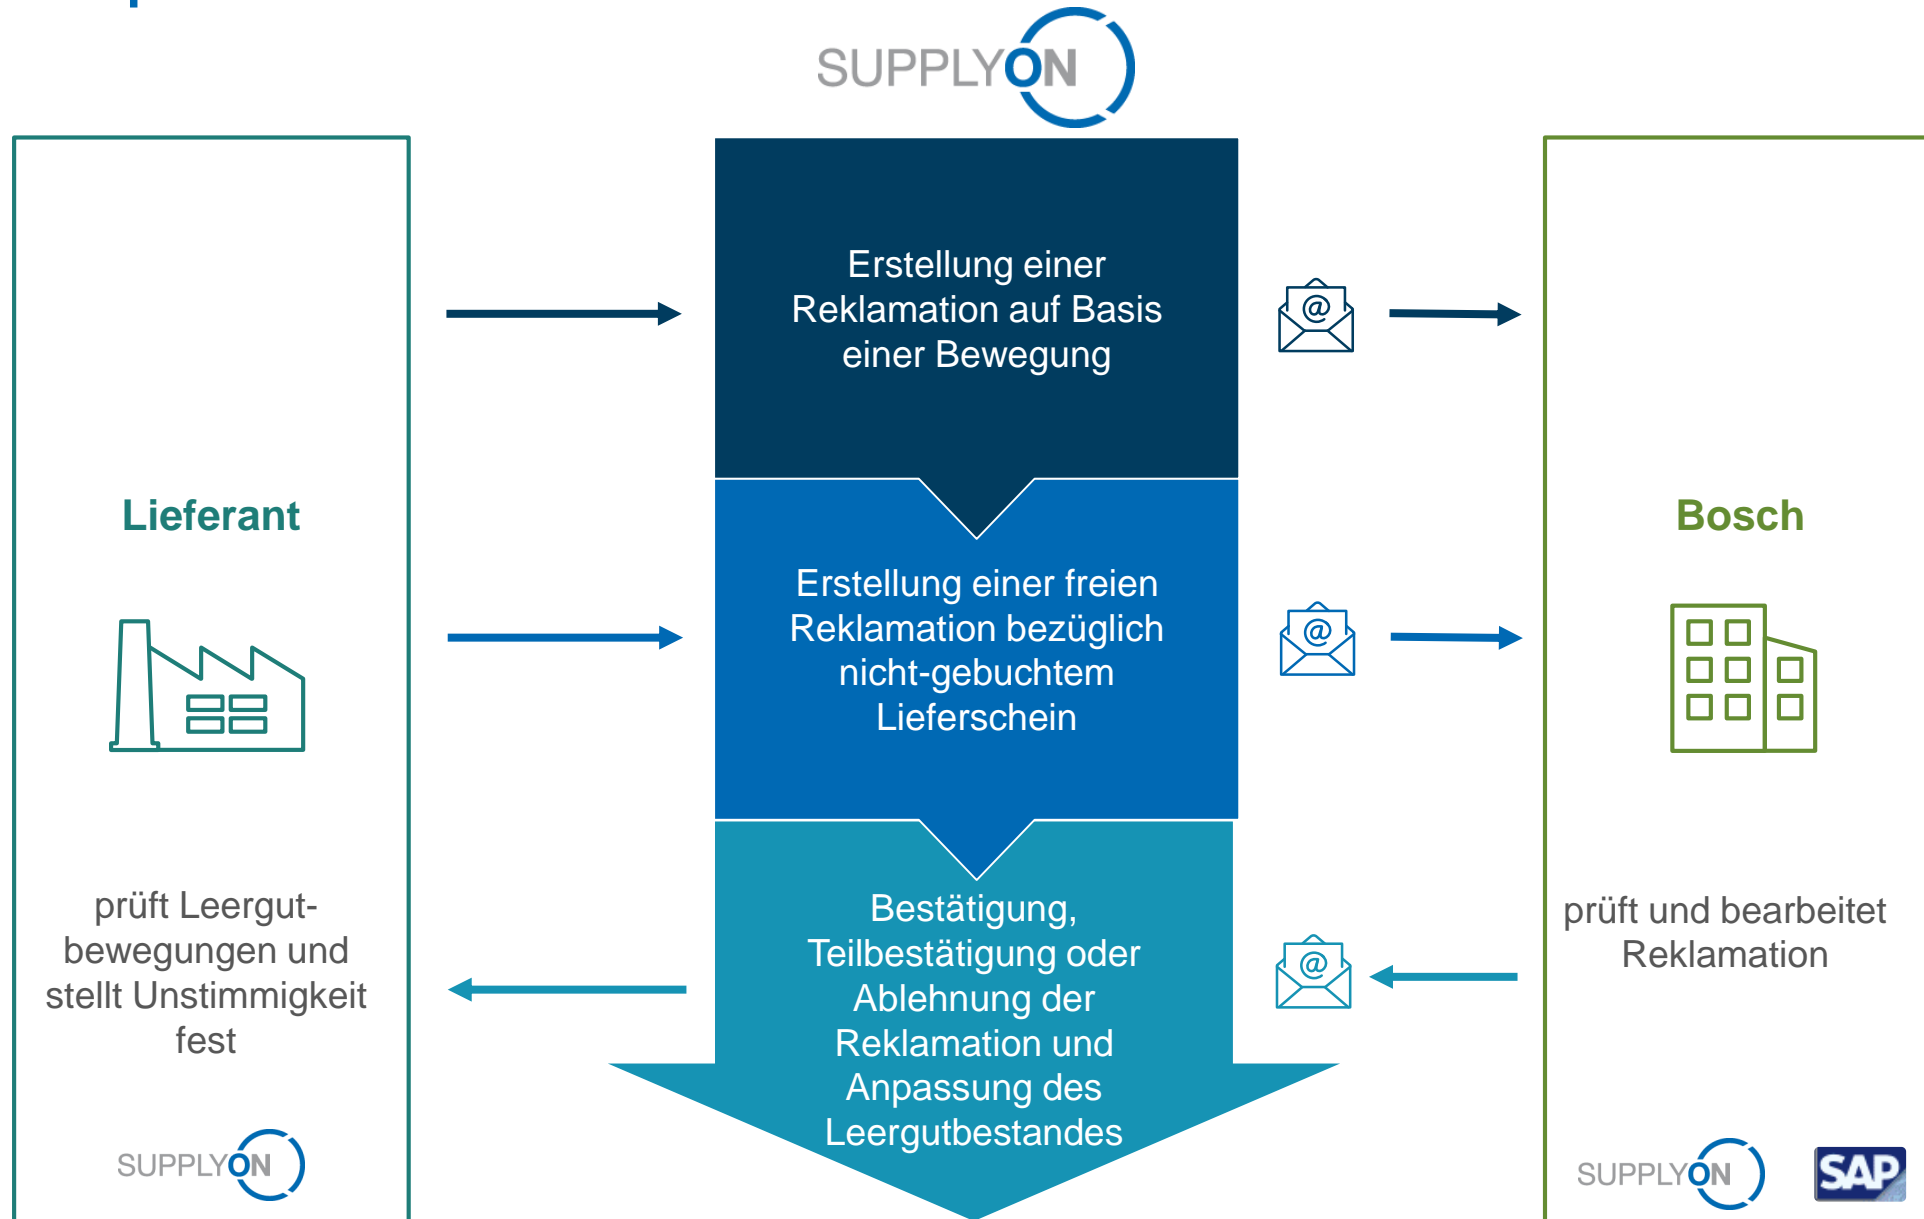 SUPPLYON
Lieferant
prüft Leergut-
bewegungen und
stellt Unstimmigkeit
fest
SUPPLYON
Erstellung einer
Reklamation auf Basis
einer Bewegung
@
Erstellung einer freien
Reklamation bezüglich
nicht-gebuchtem
Lieferschein
@
Bestätigung,
Teilbestätigung oder
Ablehnung der
Reklamation und
Anpassung des
Leergutbestandes
@
Bosch
prüft und bearbeitet
Reklamation
SUPPLYON
SAP